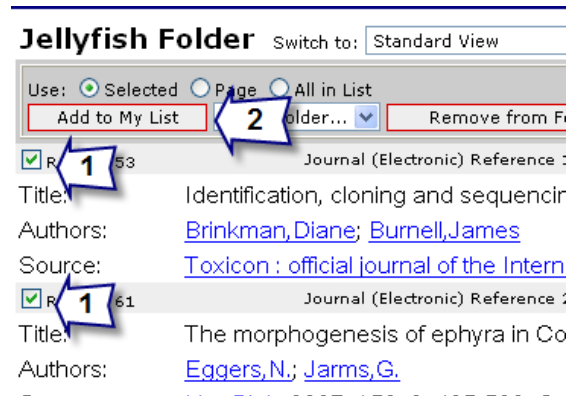 Jellyfish Folder Switch to: Standard View
Use: Selected Page All in List
Add to My List 2 older... Remove from F
R 1 53 Journal (Electronic) Reference
Title: Identification, cloning and sequencin
Authors: Brinkman,Diane; Burnell,James
Source: Toxicon : official journal of the Intern
R 1 61 Journal (Electronic) Reference 2
Title: The morphogenesis of ephyra in Co
Authors: Eggers,N.; Jarms,G.